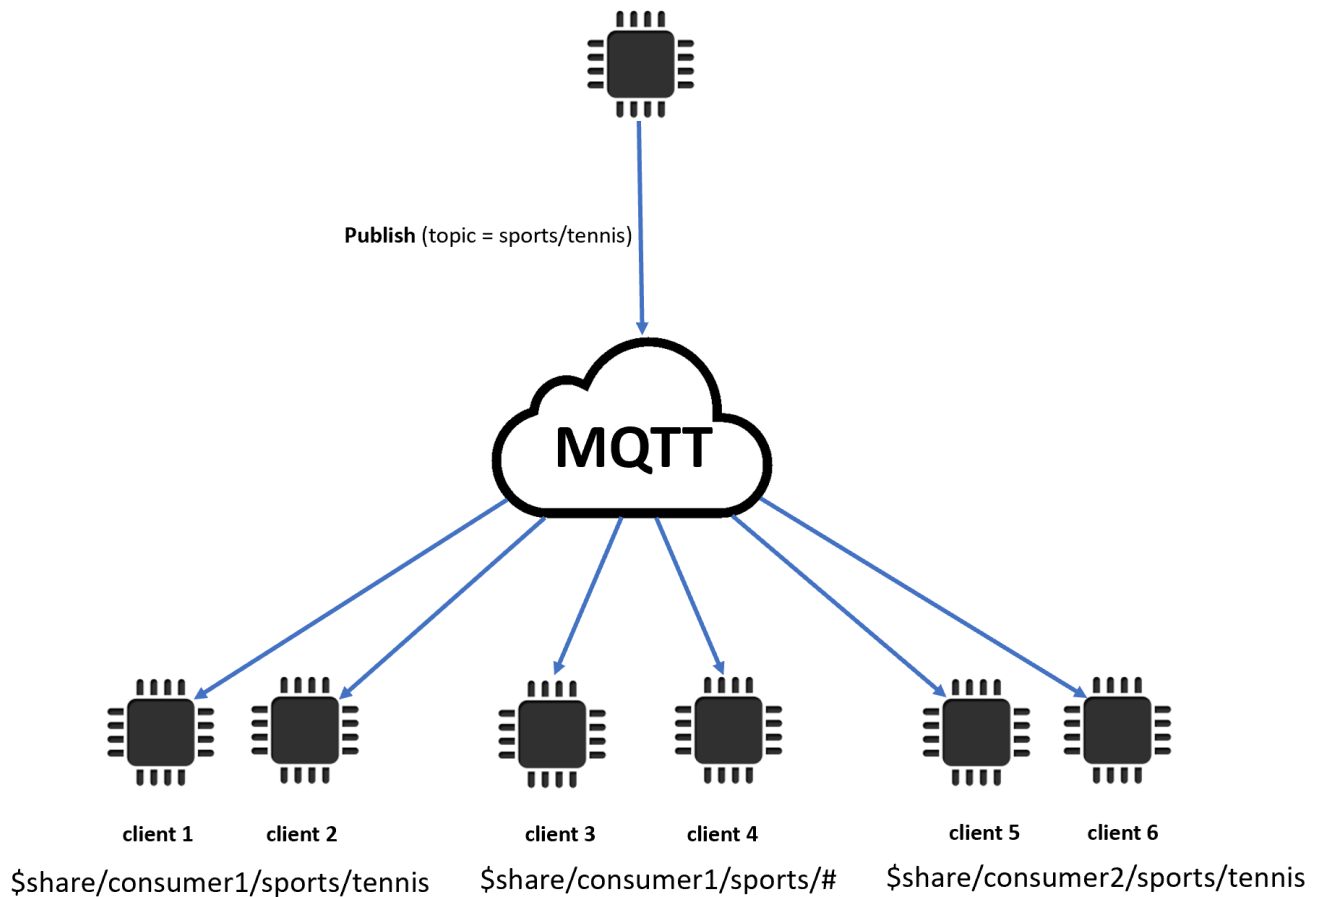 Publish (topic = sports/tennis)
MQTT
client 1
client 2
client 3
client 4
client 5
client 6
$share/consumer1/sports/tennis
$share/consumer1/sports/#
$share/consumer2/sports/tennis